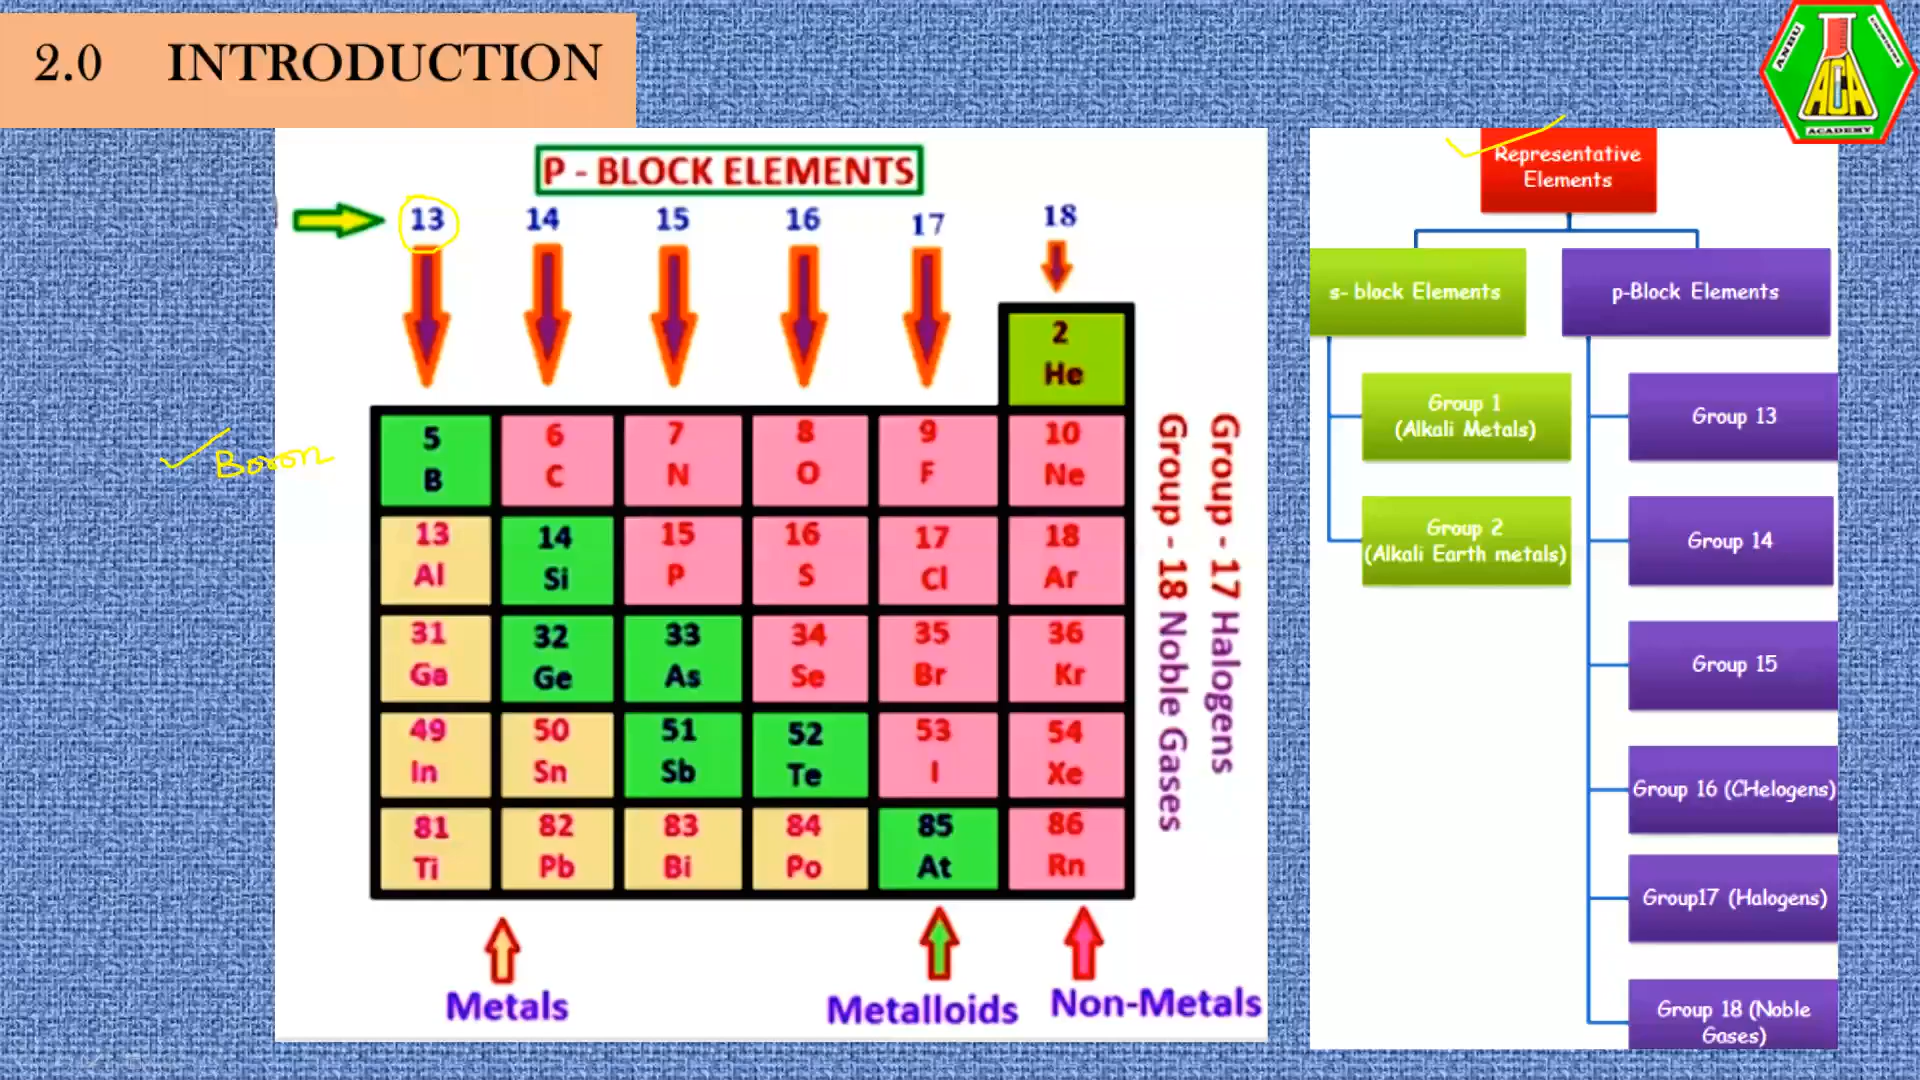 2.0 INTRODUCTION
ANBU
ACA
ACADEMY
P - BLOCK ELEMENTS
13 14 15 16 17 18
2
He
5 6 7 8 9 10
B C N O F Ne
13 14 15 16 17 18
Al Si P S Cl Ar
31 32 33 34 35 36
Ga Ge As Se Br Kr
49 50 51 52 53 54
In Sn Sb Te I Xe
81 82 83 84 85 86
Ti Pb Bi Po At Rn
Boron
Group - 17 Halogens
Group - 18 Noble Gases
Metals
Metalloids
Non-Metals
Representative
Elements
s- block Elements
Group 1
(Alkali Metals)
Group 2
(Alkali Earth metals)
p-Block Elements
Group 13
Group 14
Group 15
Group 16 (CHelogens)
Group17 (Halogens)
Group 18 (Noble
Gases)